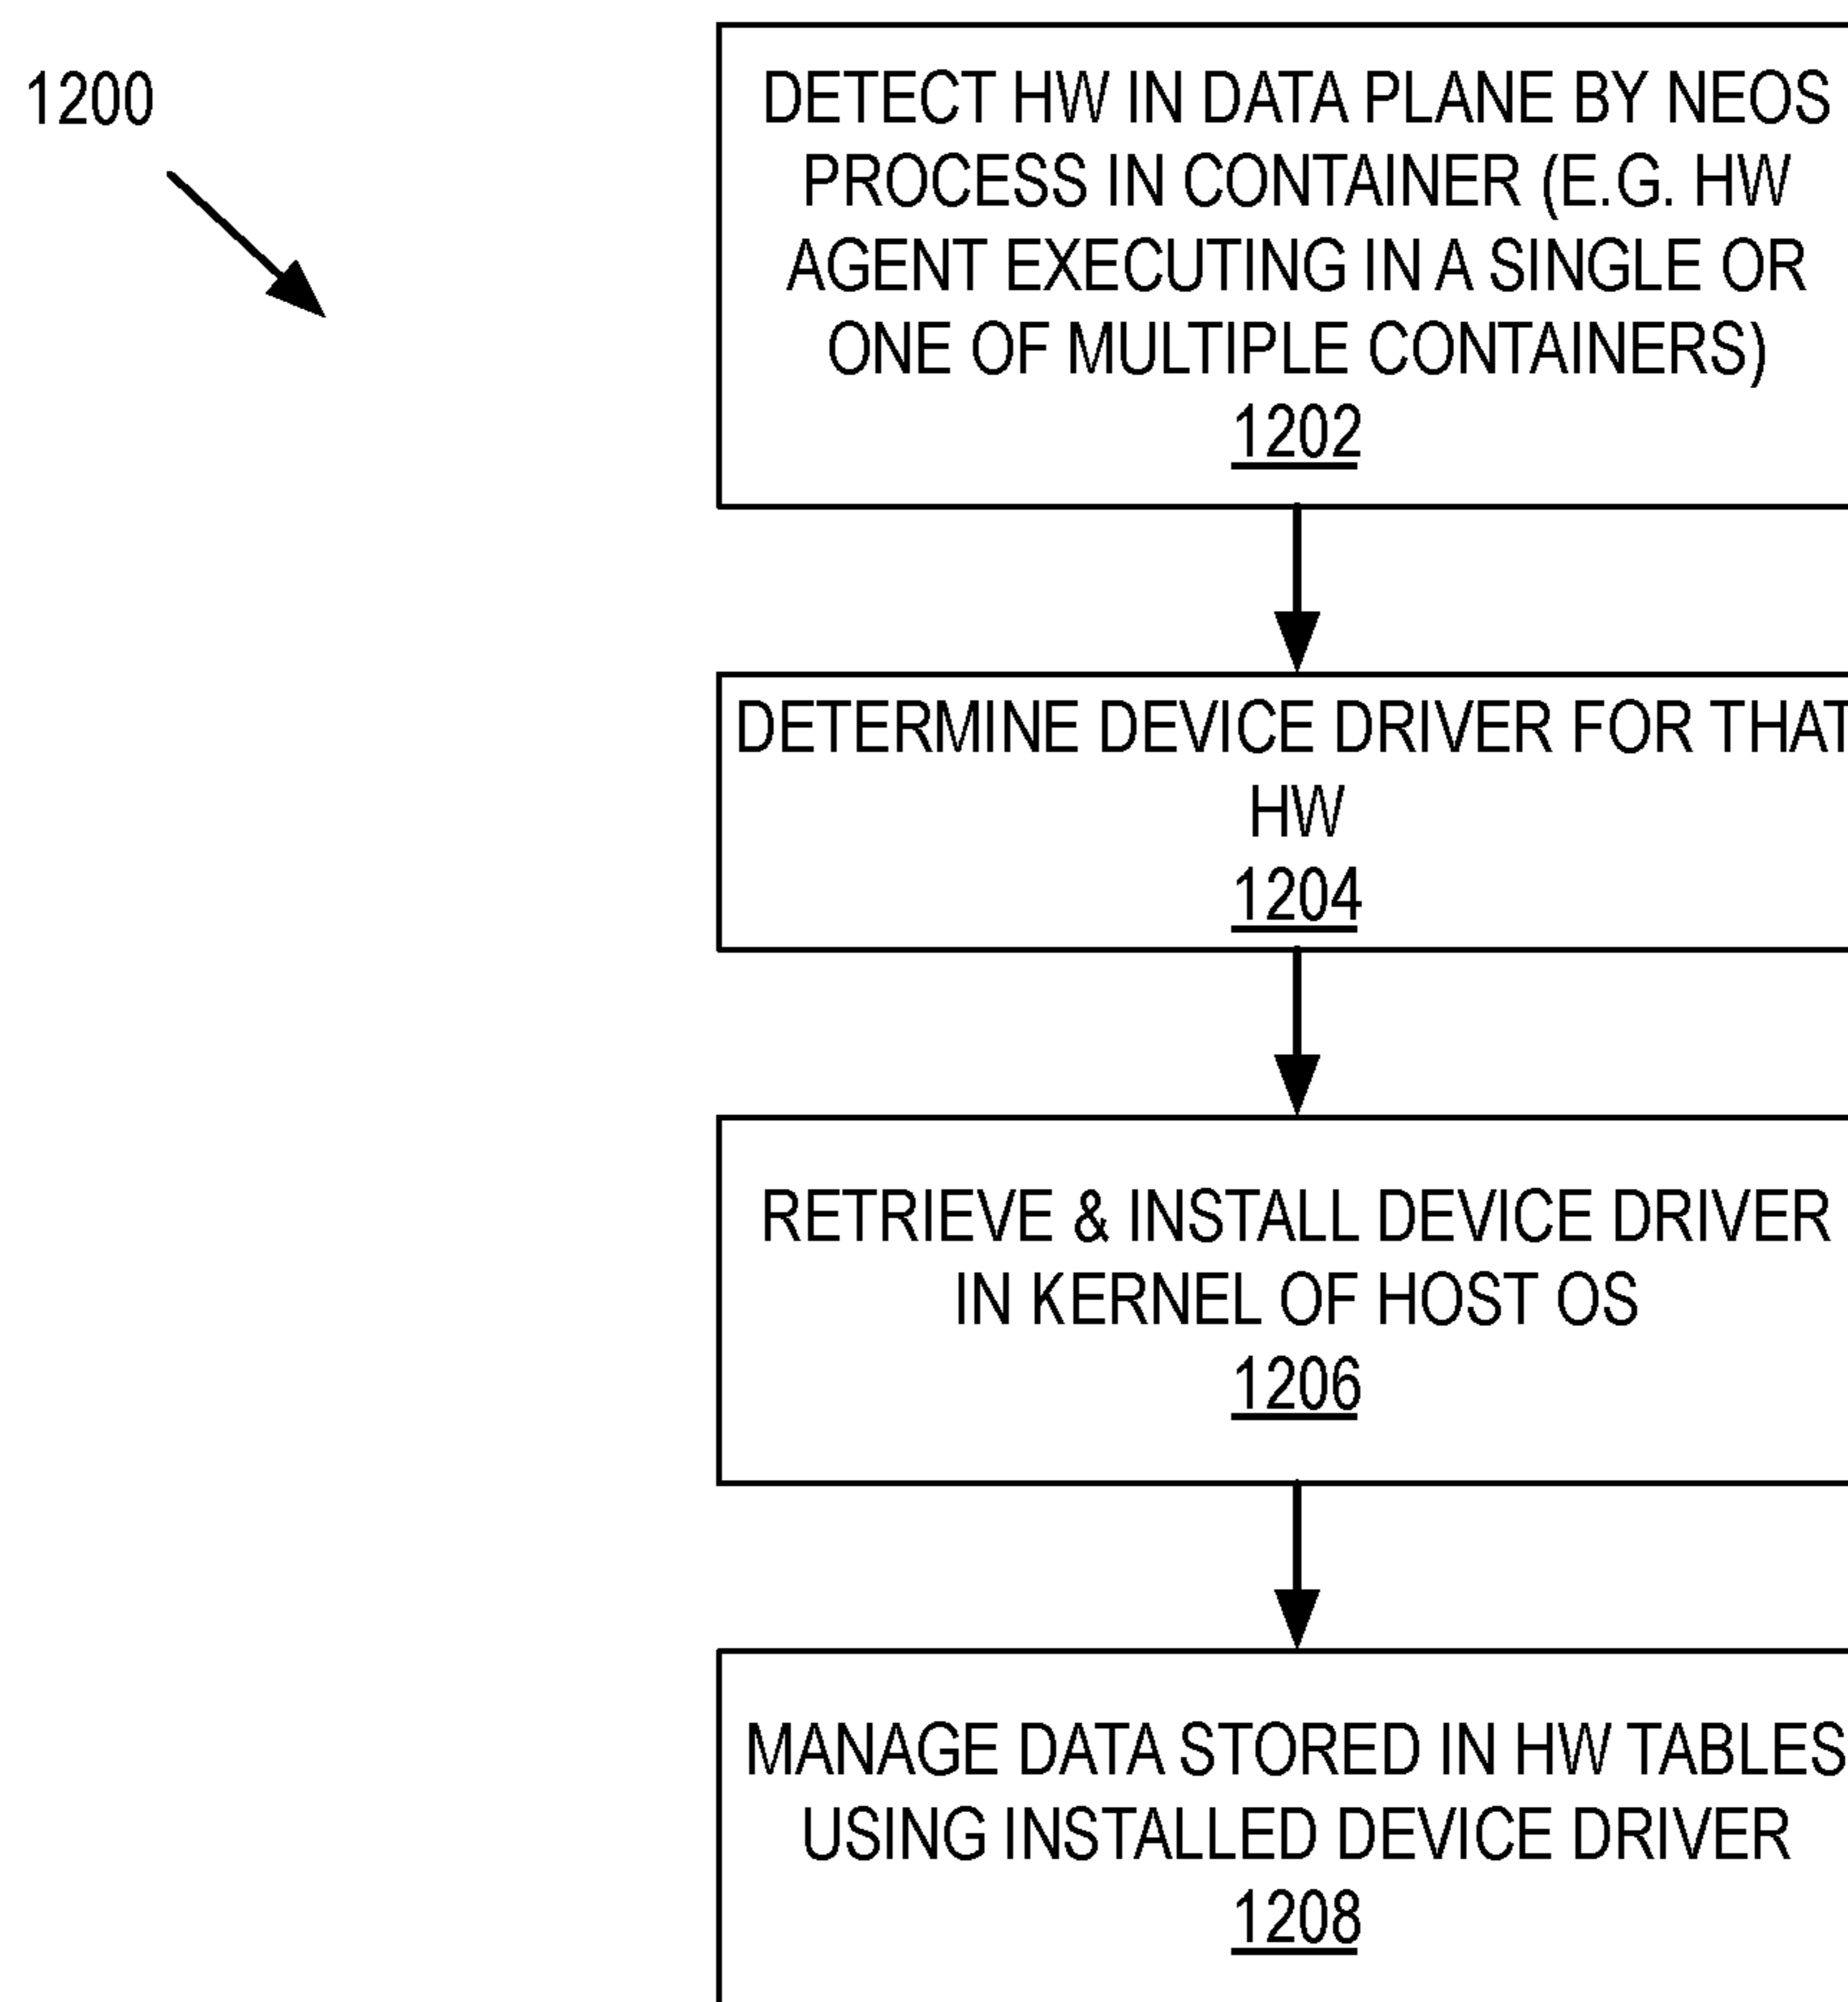 1200
DETECT HW IN DATA PLANE BY NEOS
PROCESS IN CONTAINER (E.G. HW
AGENT EXECUTING IN A SINGLE OR
ONE OF MULTIPLE CONTAINERS)
1202
DETERMINE DEVICE DRIVER FOR THAT
HW
1204
RETRIEVE & INSTALL DEVICE DRIVER
IN KERNEL OF HOST OS
1206
MANAGE DATA STORED IN HW TABLES
USING INSTALLED DEVICE DRIVER
1208